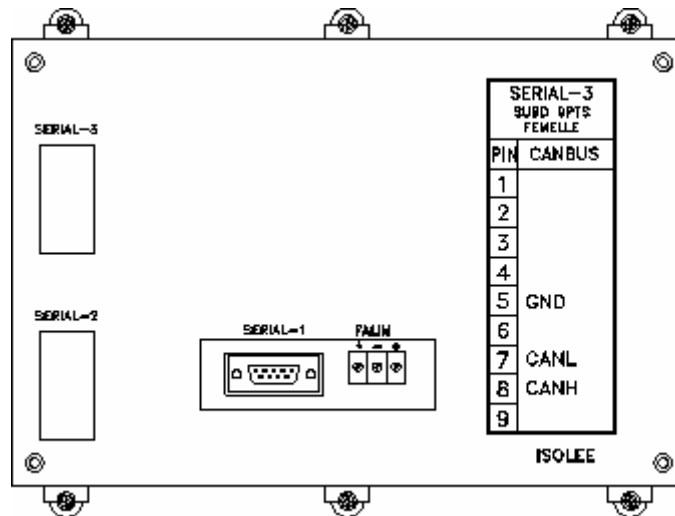 SERIAL-3
SERIAL-2
SERIAL-1
+ -
SERIAL-3
SUBD 9PTS
FEMELLE
PIN CANBUS
1
2
3
4
5 GND
6
7 CANL
8 CANH
9
ISOLEE